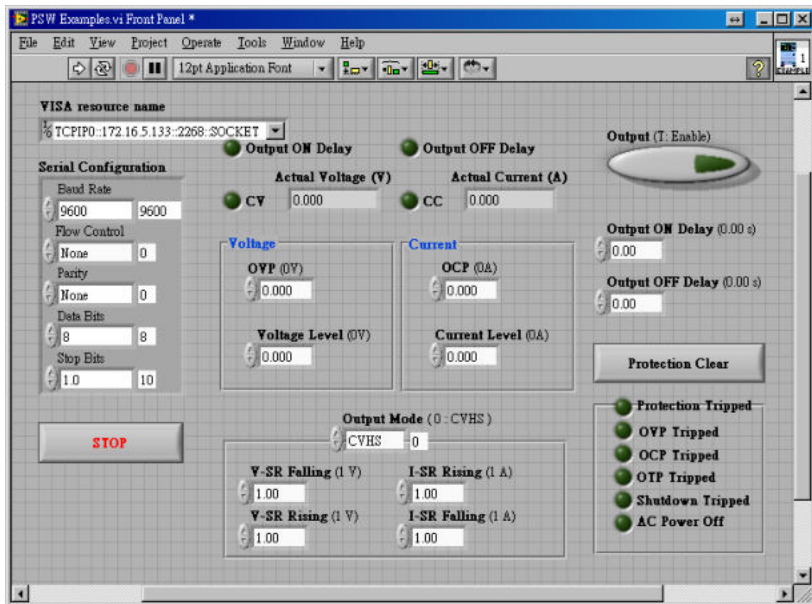 PSW Examples.vi Front Panel *
File Edit View Project Operate Tools Window Help
12pt Application Font
?
1
EXAMPLE
VISA resource name
TCPIP0::172.16.5.133::2268::SOCKET
Output ON Delay
Output OFF Delay
Output (T: Enable)
Serial Configuration
Baud Rate
9600 9600
Flow Control
None 0
Parity
None 0
Data Bits
8 8
Stop Bits
1.0 10
Actual Voltage (V)
CV 0.000
Actual Current (A)
CC 0.000
Voltage
OVP (0V)
0.000
Voltage Level (0V)
0.000
Current
OCP (0A)
0.000
Current Level (0A)
0.000
Output ON Delay (0.00 s)
0.00
Output OFF Delay (0.00 s)
0.00
Protection Clear
STOP
Output Mode (0 : CVHS )
CVHS 0
V-SR Falling (1 V)
1.00
I-SR Rising (1 A)
1.00
V-SR Rising (1 V)
1.00
I-SR Falling (1 A)
1.00
Protection Tripped
OVP Tripped
OCP Tripped
OTP Tripped
Shutdown Tripped
AC Power Off